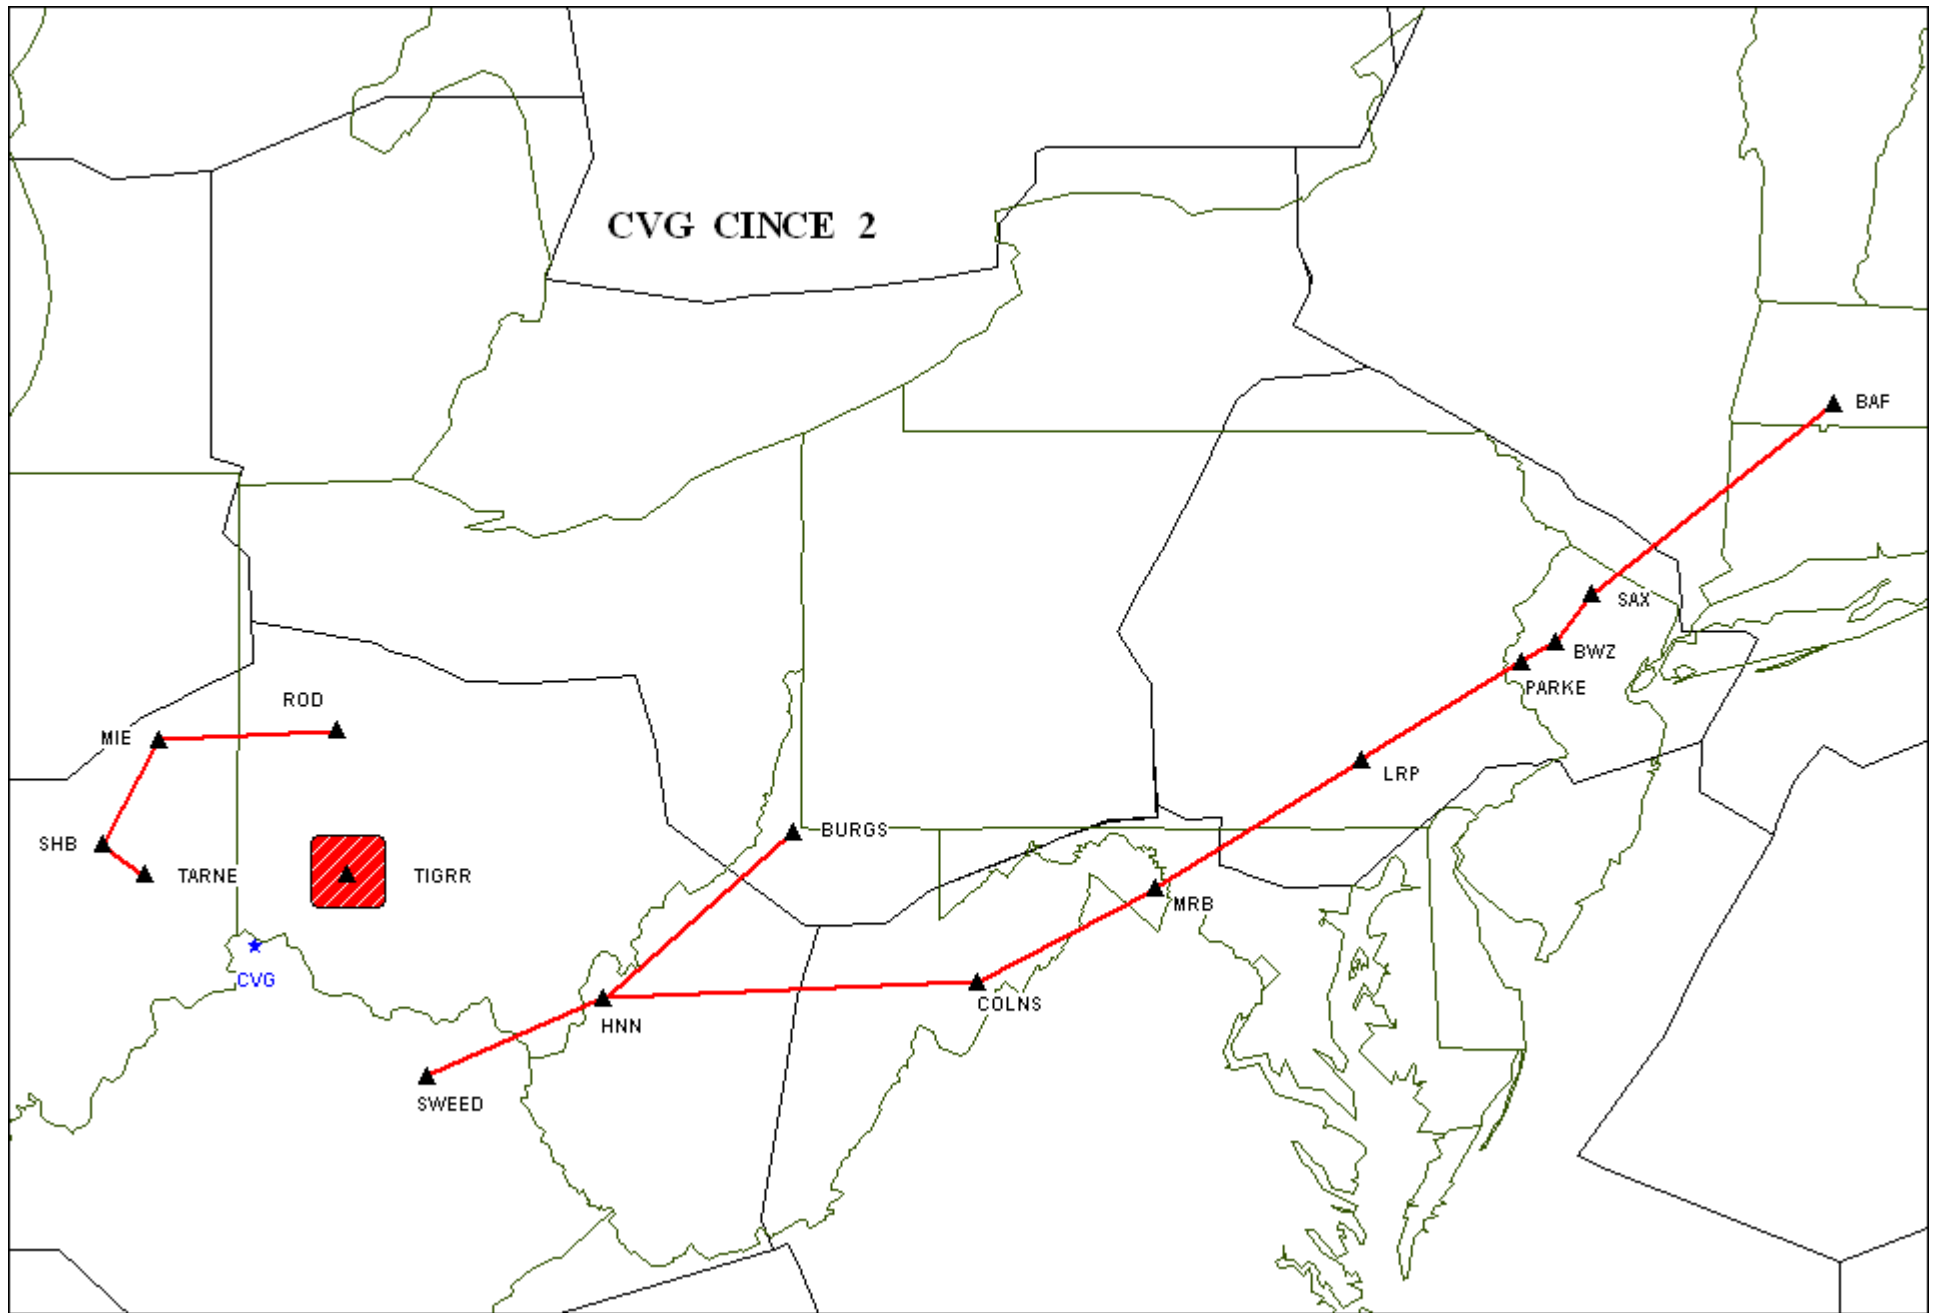 CVG CINCE 2
BAF
SAX
BWZ
PARKE
ROD
MIE
LRP
BURGS
SHB
TARNE
TIGRR
MRB
CVG
COLNS
HNN
SWEED